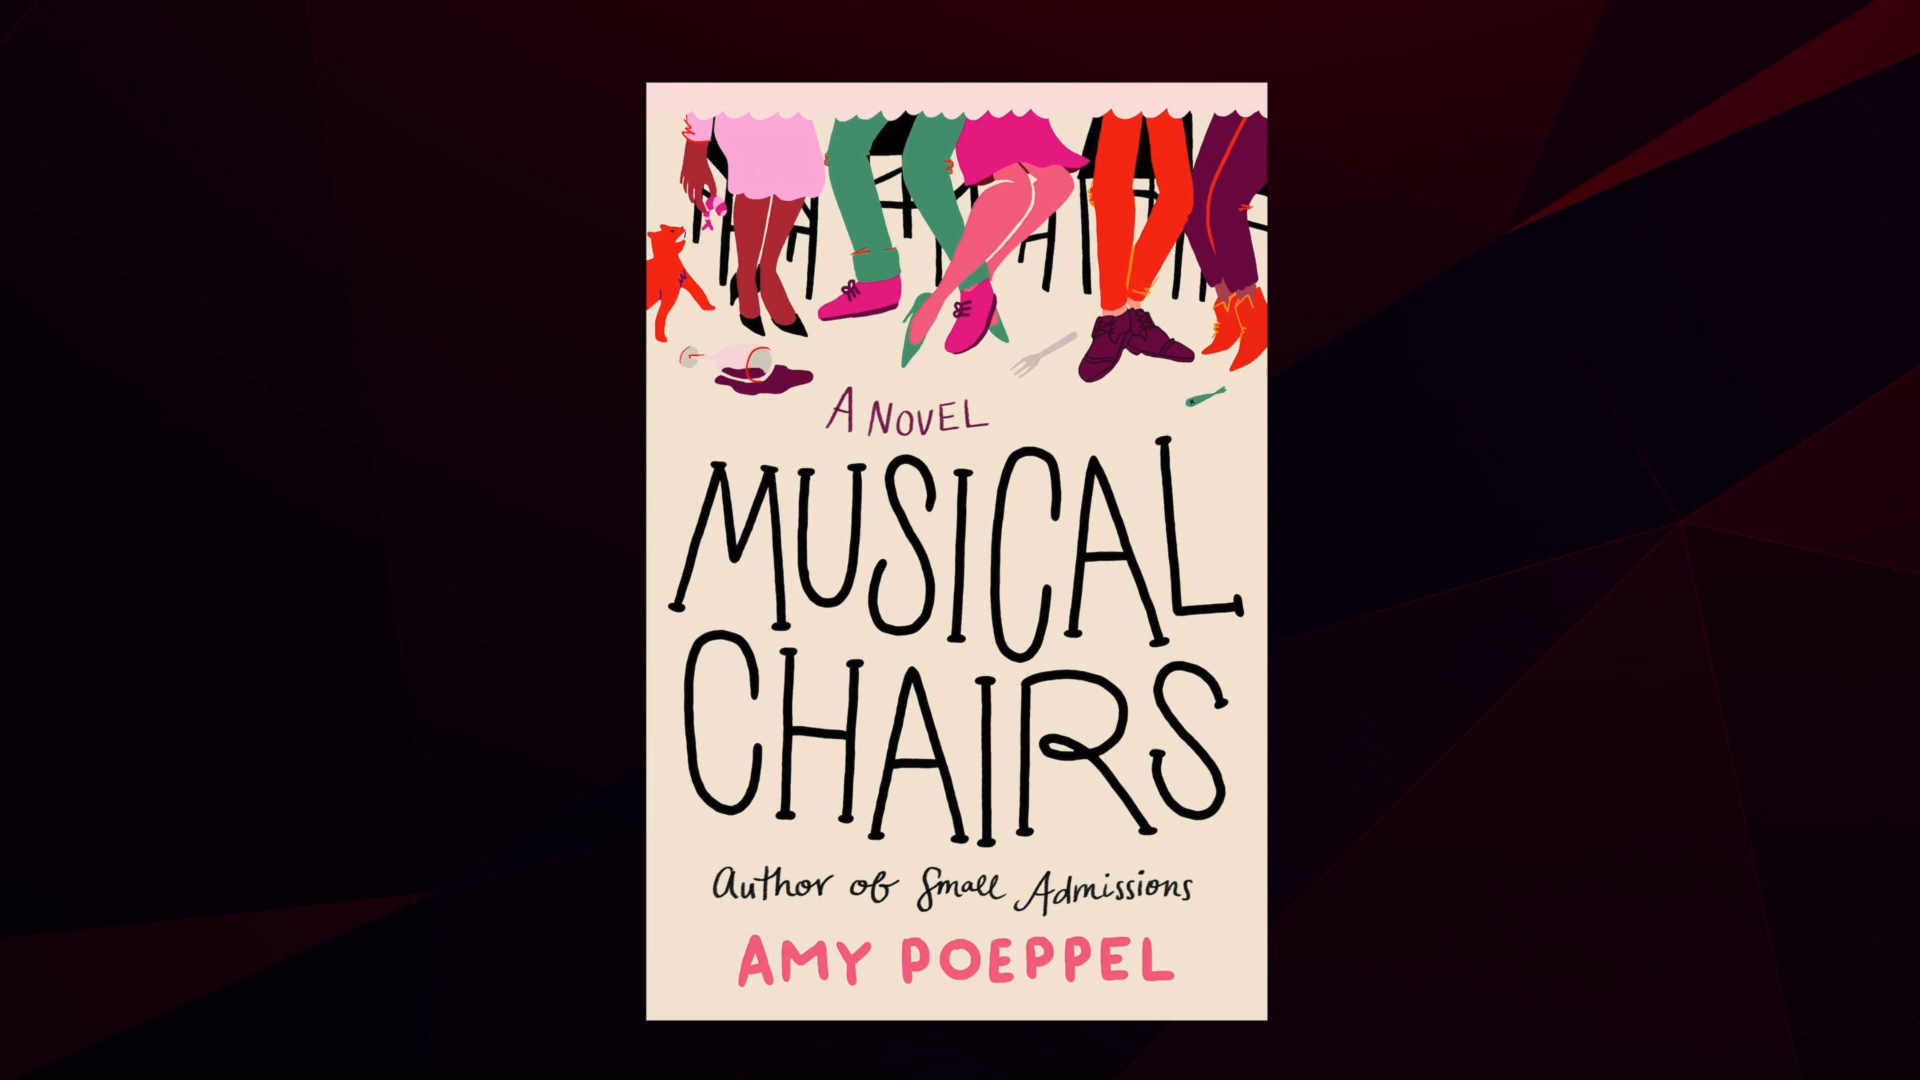 A NOVEL
MUSICAL
CHAIRS
Author of Small Admissions
AMY POEPPEL